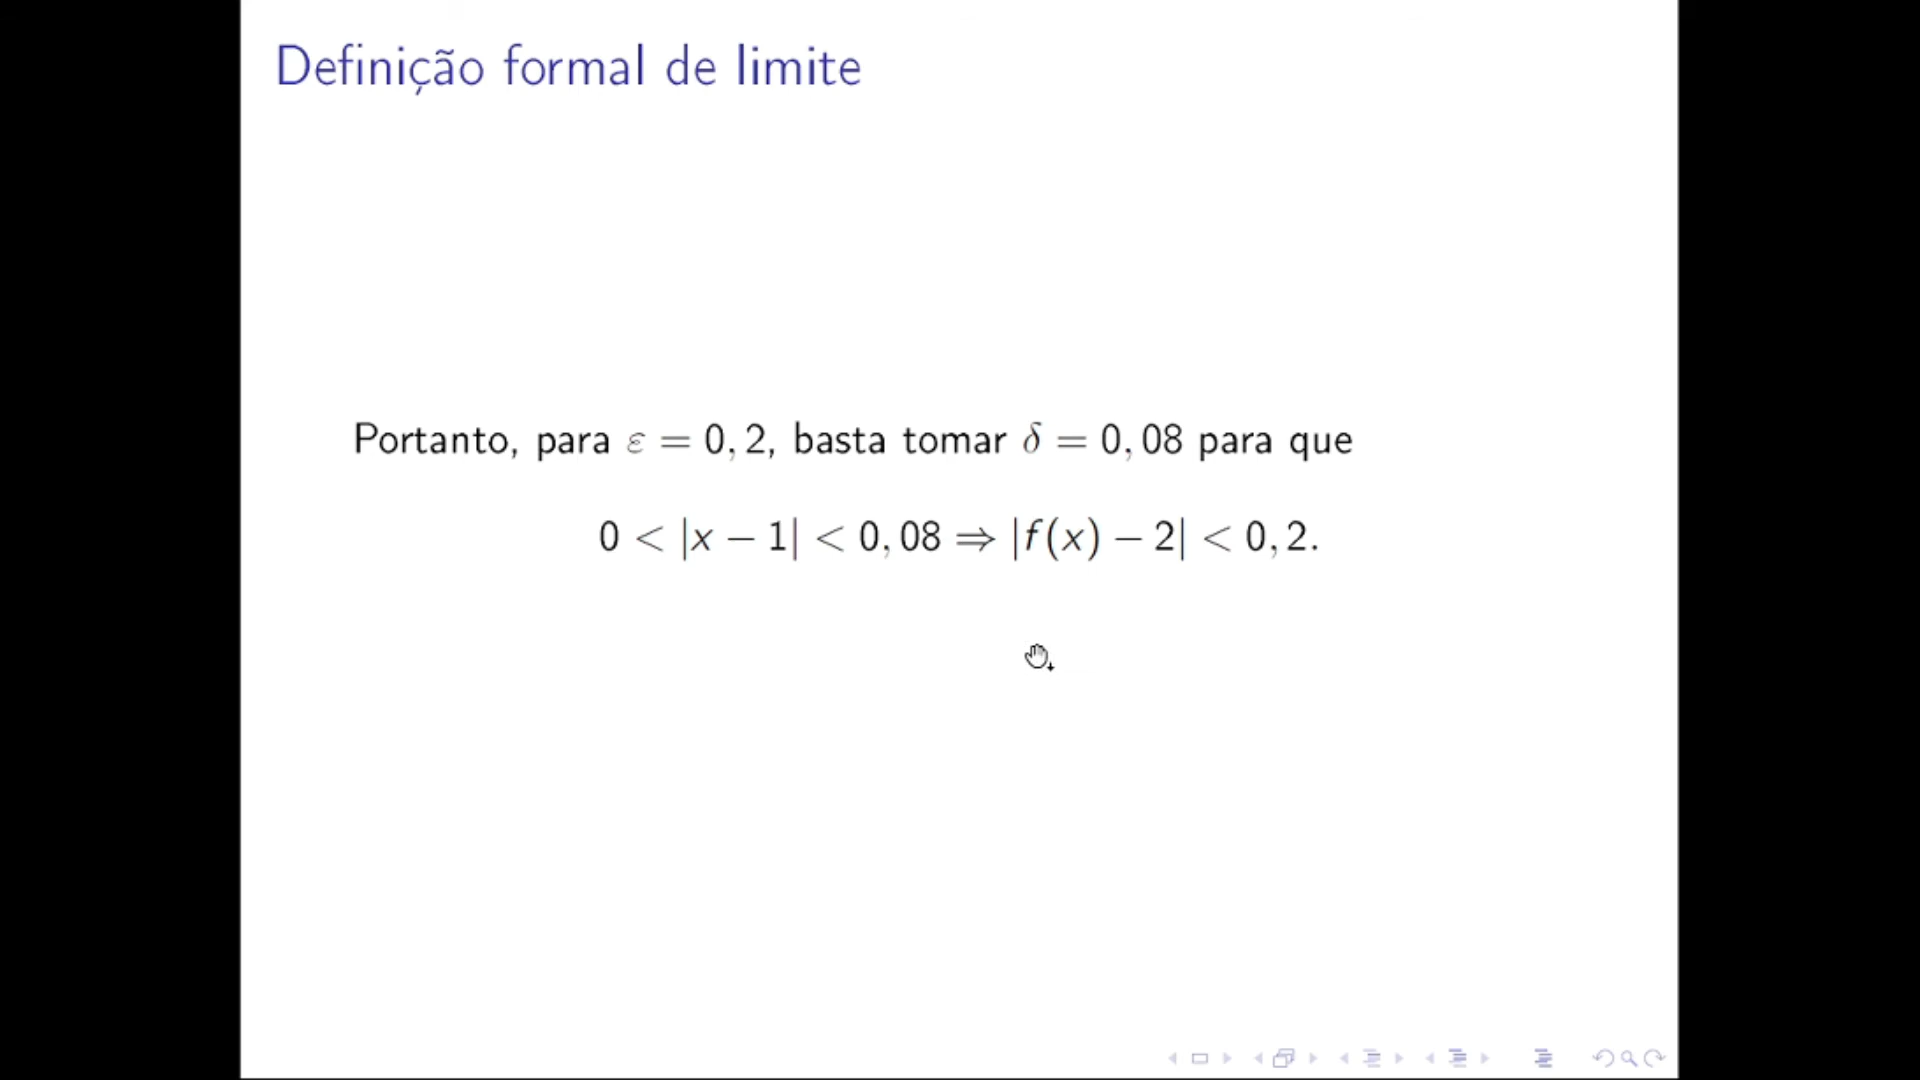 Definição formal de limite
Portanto, para ε = 0, 2, basta tomar δ = 0, 08 para que
0 < |x − 1| < 0, 08 ⇒ |f(x) − 2| < 0, 2.